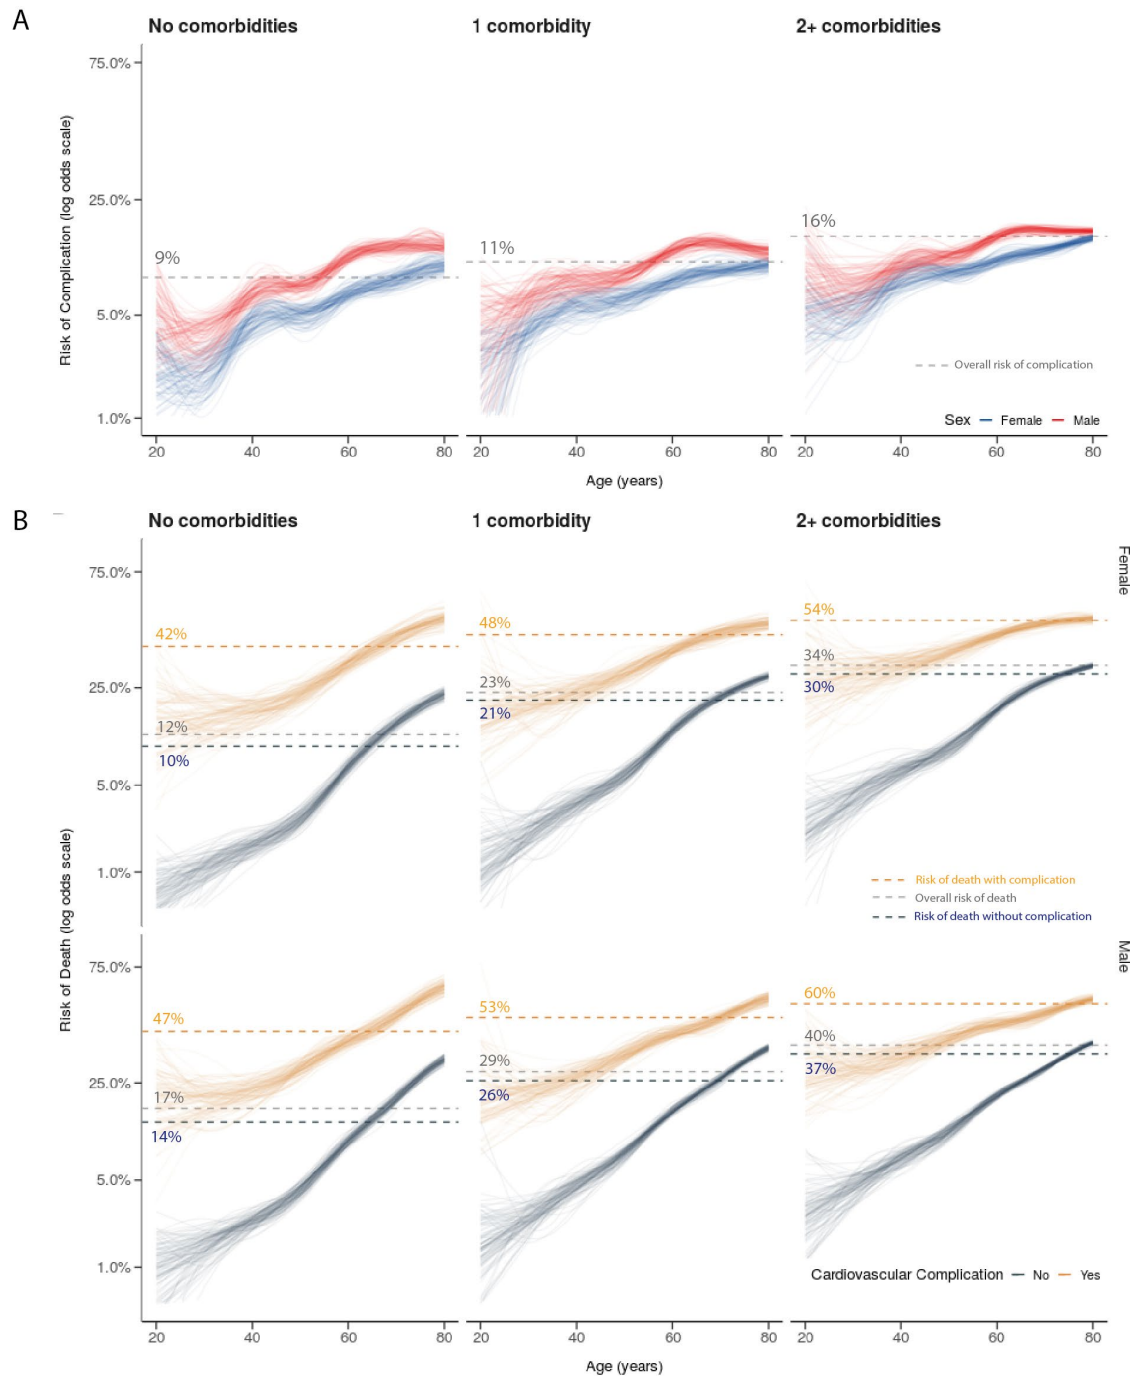 A
No comorbidities
1 comorbidity
2+ comorbidities
Risk of Complication (log odds scale)
75.0%
25.0%
5.0%
1.0%
9%
11%
16%
Overall risk of complication
Sex Female Male
20 40 60 80
20 40 60 80
20 40 60 80
Age (years)
B
No comorbidities
1 comorbidity
2+ comorbidities
Female
Risk of Death (log odds scale)
75.0%
25.0%
5.0%
1.0%
42%
12%
10%
48%
23%
21%
54%
34%
30%
Risk of death with complication
Overall risk of death
Risk of death without complication
Male
75.0%
25.0%
5.0%
1.0%
47%
17%
14%
53%
29%
26%
60%
40%
37%
Cardiovascular Complication No Yes
20 40 60 80
20 40 60 80
20 40 60 80
Age (years)